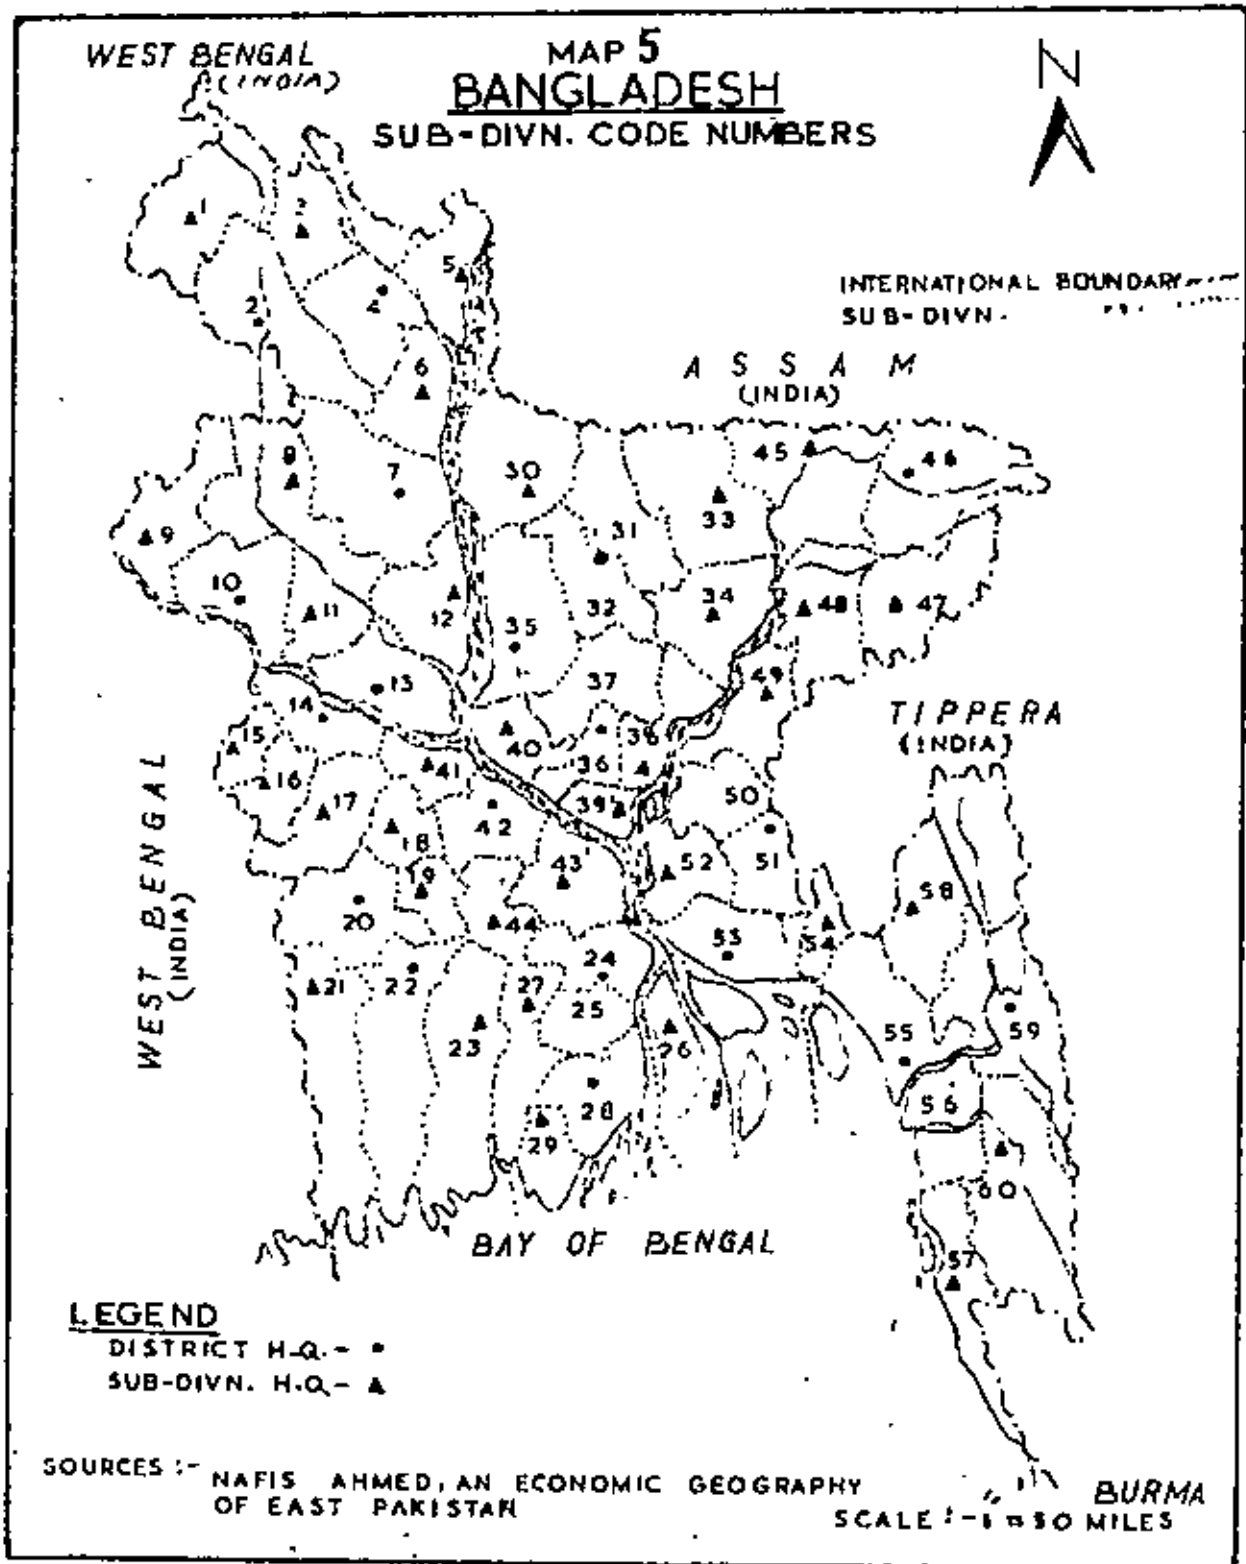 MAP 5
BANGLADESH
SUB-DIVN. CODE NUMBERS
WEST BENGAL
(INDIA)
N
INTERNATIONAL BOUNDARY
SUB-DIVN.
ASSAM
(INDIA)
1
2
5
4
2
6
8
7
30
45
46
33
9
31
10
11
12
32
34
48
47
35
13
37
49
14
TIPPERA
(INDIA)
15
40
38
16
41
36
17
39
50
42
18
51
WEST BENGAL
(INDIA)
19
43
52
58
20
44
53
54
24
21
22
27
25
23
26
55
59
28
56
29
60
57
BAY OF BENGAL
LEGEND
DISTRICT H.Q. -
SUB-DIVN. H.Q -
SOURCES :-
NAFIS AHMED, AN ECONOMIC GEOGRAPHY
OF EAST PAKISTAN
BURMA
SCALE :- 1 = 50 MILES